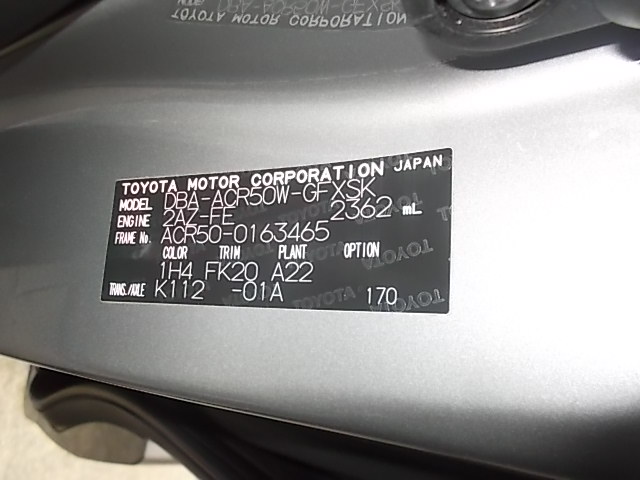 TOYOTA MOTOR CORPORATION JAPAN
MODEL DBA-ACR50W-GFXSK
ENGINE 2AZ-FE 2362 mL
FRAME No. ACR50-0163465
COLOR TRIM PLANT OPTION
1H4 FK20 A22
TRANS./AXLE K112 -01A 170